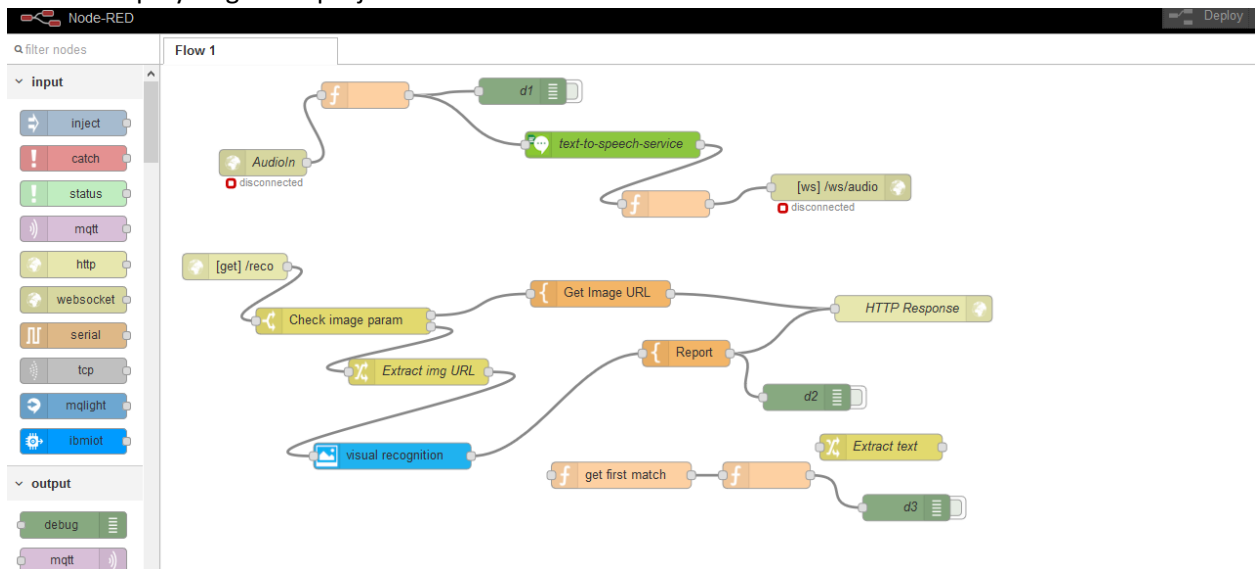 Node-RED
Deploy
filter nodes
Flow 1
input
inject
catch
status
mqtt
http
websocket
serial
tcp
mqlight
ibmiot
output
debug
mqtt
d1
text-to-speech-service
AudioIn
disconnected
[ws] /ws/audio
disconnected
[get] /reco
Get Image URL
HTTP Response
Check image param
Report
Extract img URL
d2
visual recognition
Extract text
get first match
d3